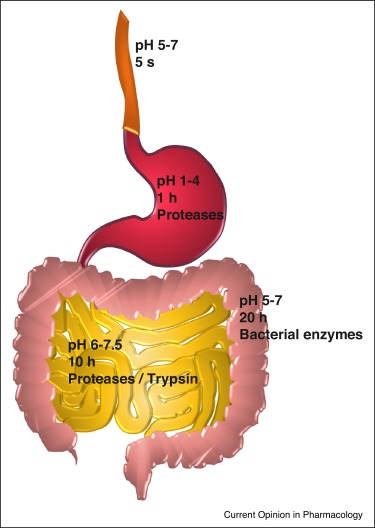 pH 5-7
5 s
pH 1-4
1 h
Proteases
pH 5-7
20 h
Bacterial enzymes
pH 6-7.5
10 h
Proteases / Trypsin
Current Opinion in Pharmacology